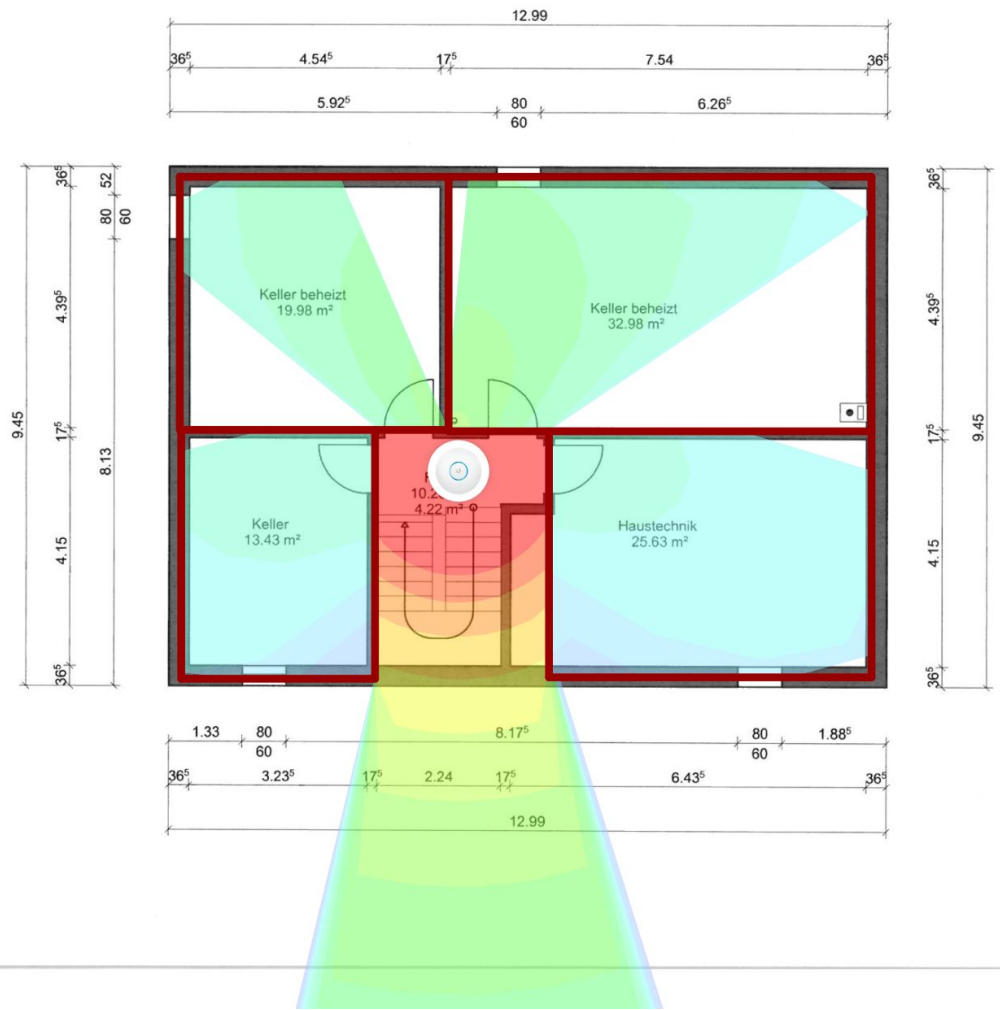 12.99
36⁵ 4.54⁵ 17⁵ 7.54 36⁵
5.92⁵ 80 6.26⁵
60
36⁵ 52 36⁵
80 60
4.39⁵ 4.39⁵
Keller beheizt
19.98 m²
Keller beheizt
32.98 m²
9.45 17⁵ 8.13 17⁵ 9.45
4.22 m²
Keller
13.43 m²
Haustechnik
25.63 m²
4.15 4.15
36⁵ 36⁵
1.33 80 8.17⁵ 80 1.88⁵
60 60
36⁵ 3.23⁵ 17⁵ 2.24 17⁵ 6.43⁵ 36⁵
12.99